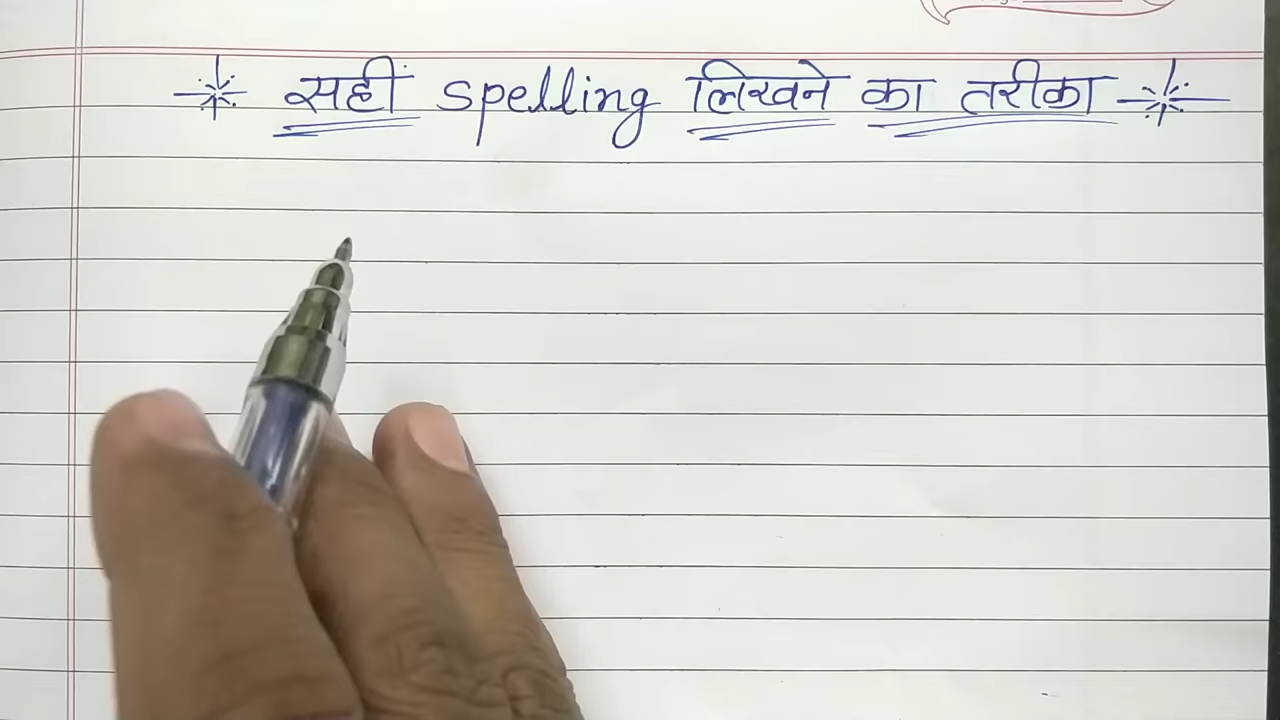 सही spelling लिखने का तरीका